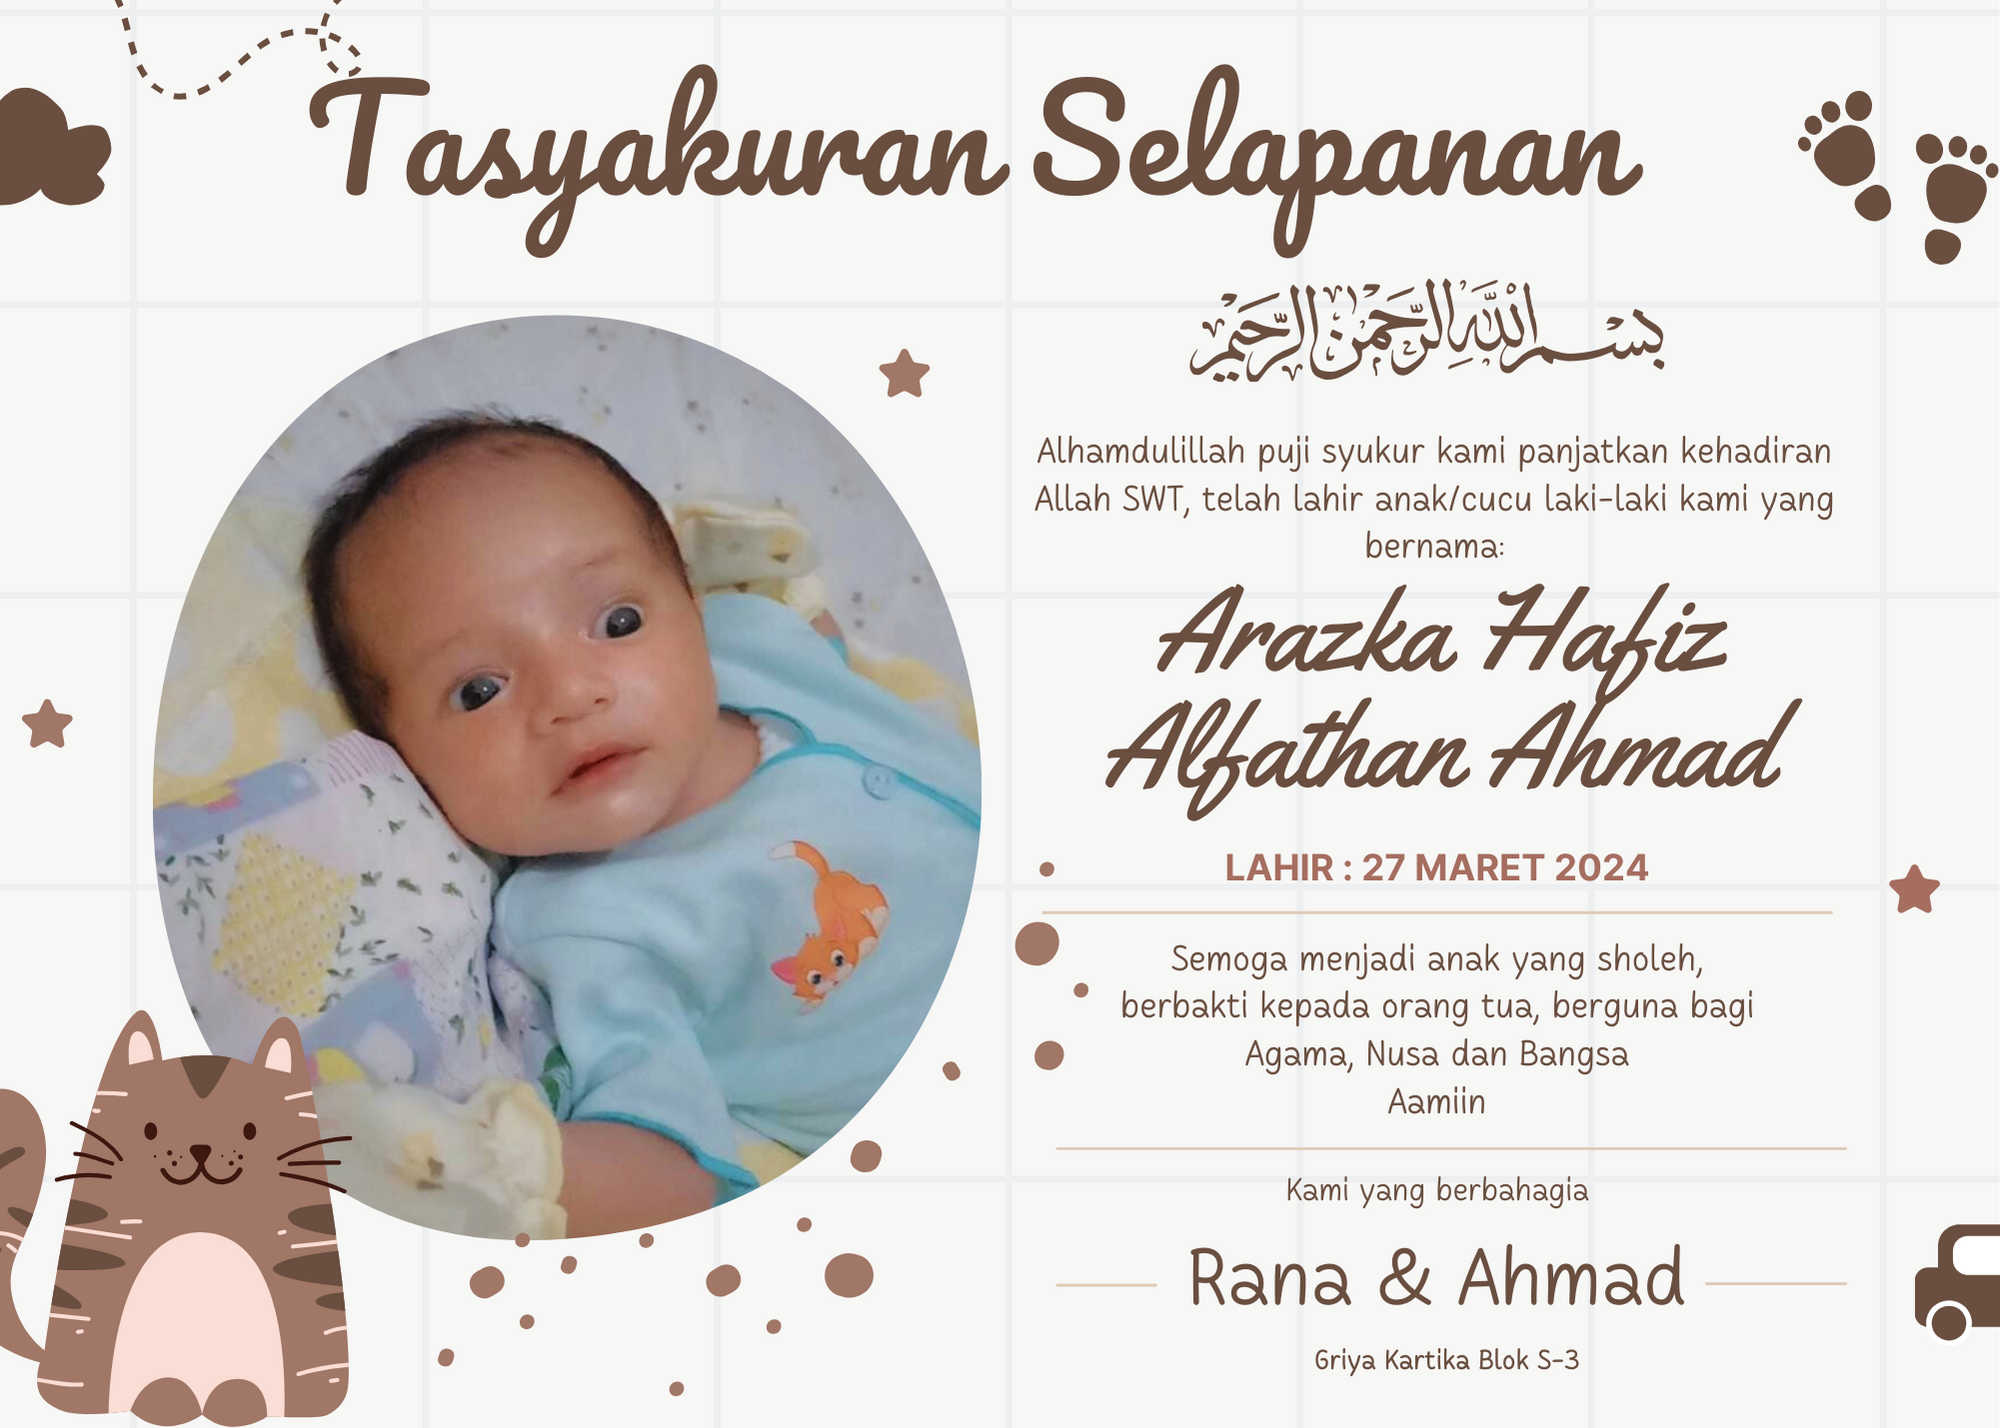 Tasyakuran Selapanan
بسم الله الرحمن الرحيم
Alhamdulillah puji syukur kami panjatkan kehadiran
Allah SWT, telah lahir anak/cucu laki-laki kami yang
bernama:
Arazka Hafiz
Alfathan Ahmad
LAHIR : 27 MARET 2024
Semoga menjadi anak yang sholeh,
berbakti kepada orang tua, berguna bagi
Agama, Nusa dan Bangsa
Aamiin
Kami yang berbahagia
Rana & Ahmad
Griya Kartika Blok S-3